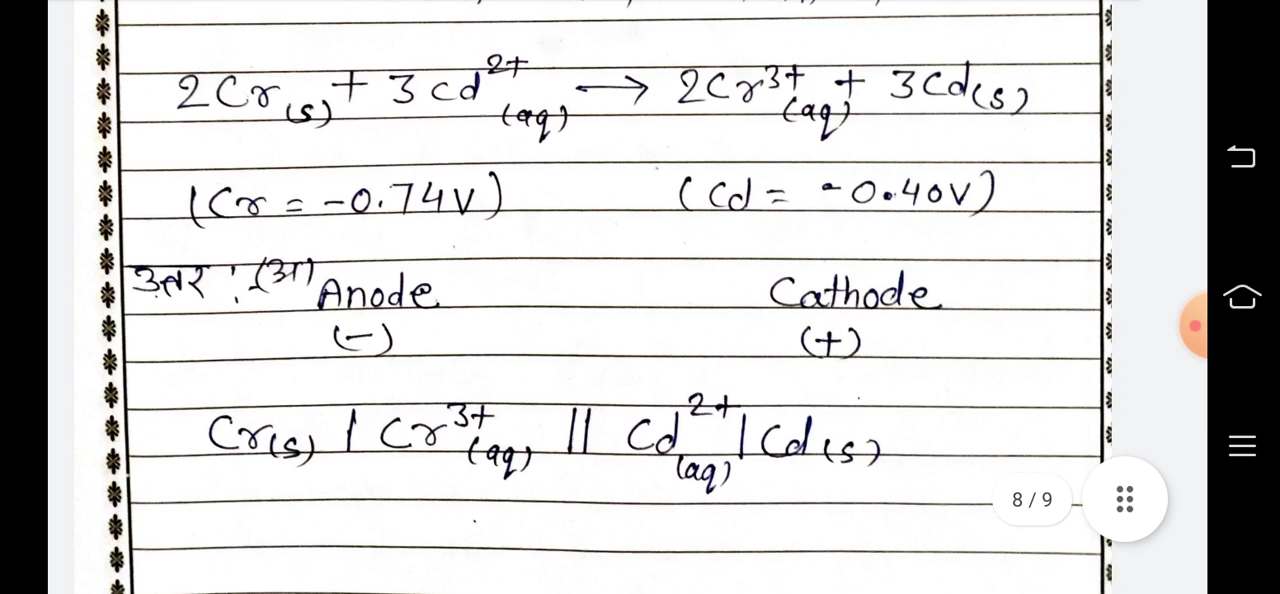 2Cr(s) + 3Cd²⁺(aq) ⟶ 2Cr³⁺(aq) + 3Cd(s)
(Cr = -0.74V) (Cd = -0.40V)
उत्तर :- (अ) Anode Cathode
(-) (+)
Cr(s) | Cr³⁺(aq) || Cd²⁺(aq) | Cd(s)
8 / 9